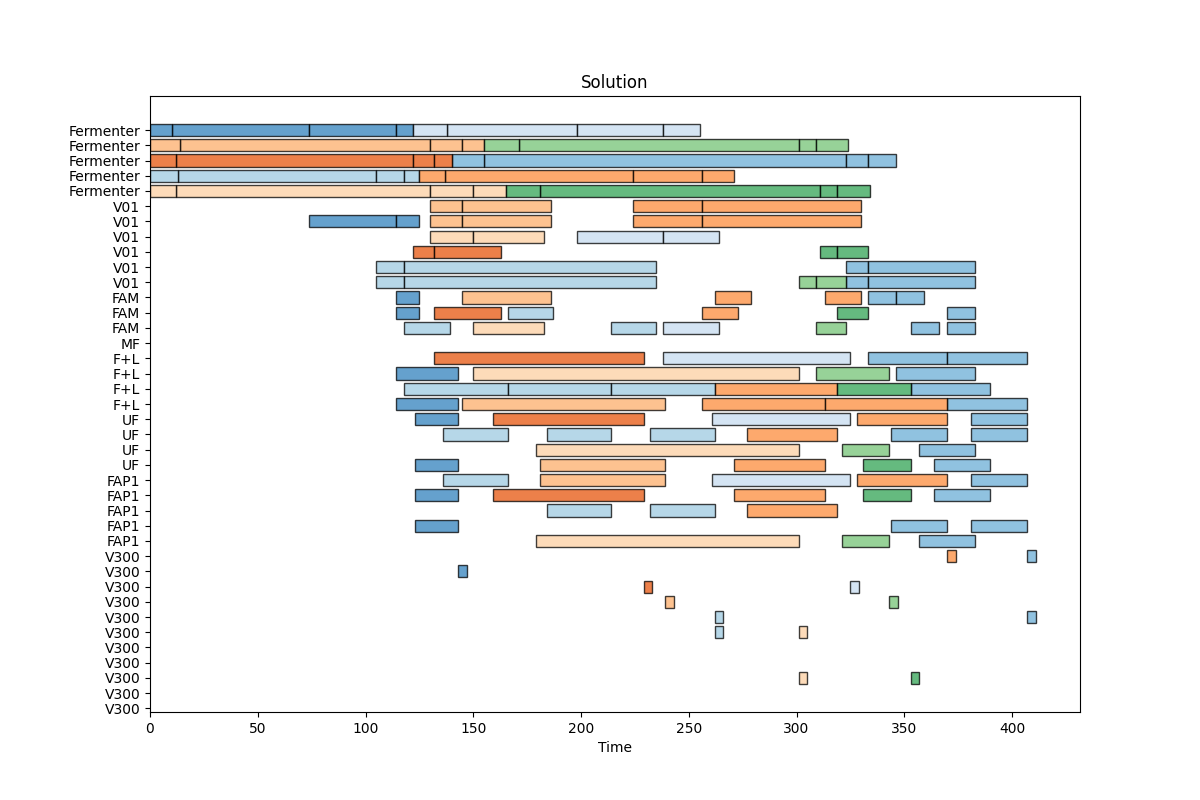 Solution
Fermenter
Fermenter
Fermenter
Fermenter
Fermenter
V01
V01
V01
V01
V01
V01
FAM
FAM
FAM
MF
F+L
F+L
F+L
F+L
UF
UF
UF
UF
FAP1
FAP1
FAP1
FAP1
FAP1
V300
V300
V300
V300
V300
V300
V300
V300
V300
V300
V300
0 50 100 150 200 250 300 350 400
Time